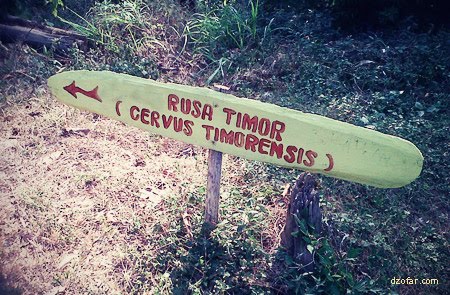 RUSA TIMOR
( CERVUS TIMORENSIS )
dzofar.com